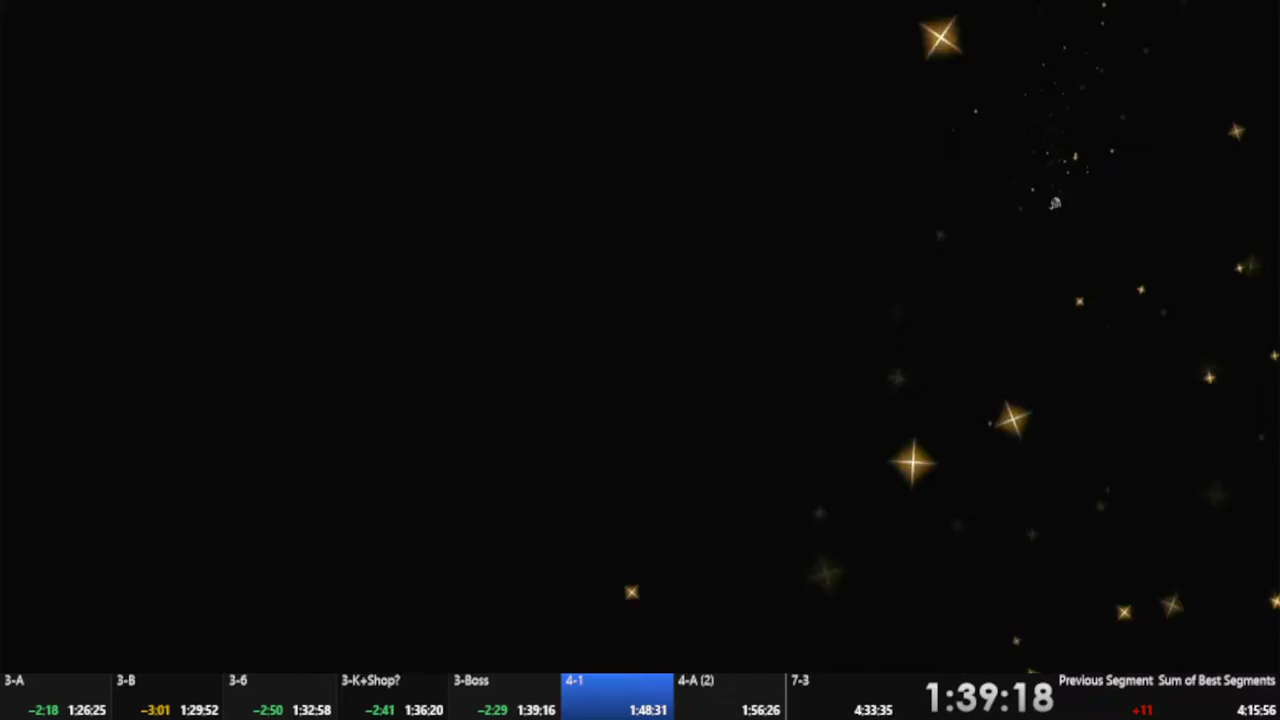 3-A
3-B
3-6
3-K+Shop?
3-Boss
4-1
4-A (2)
7-3
1:39:18
Previous Segment
Sum of Best Segments
−2:18 1:26:25
−3:01 1:29:52
−2:50 1:32:58
−2:41 1:36:20
−2:29 1:39:16
1:48:31
1:56:26
4:33:35
+11
4:15:56